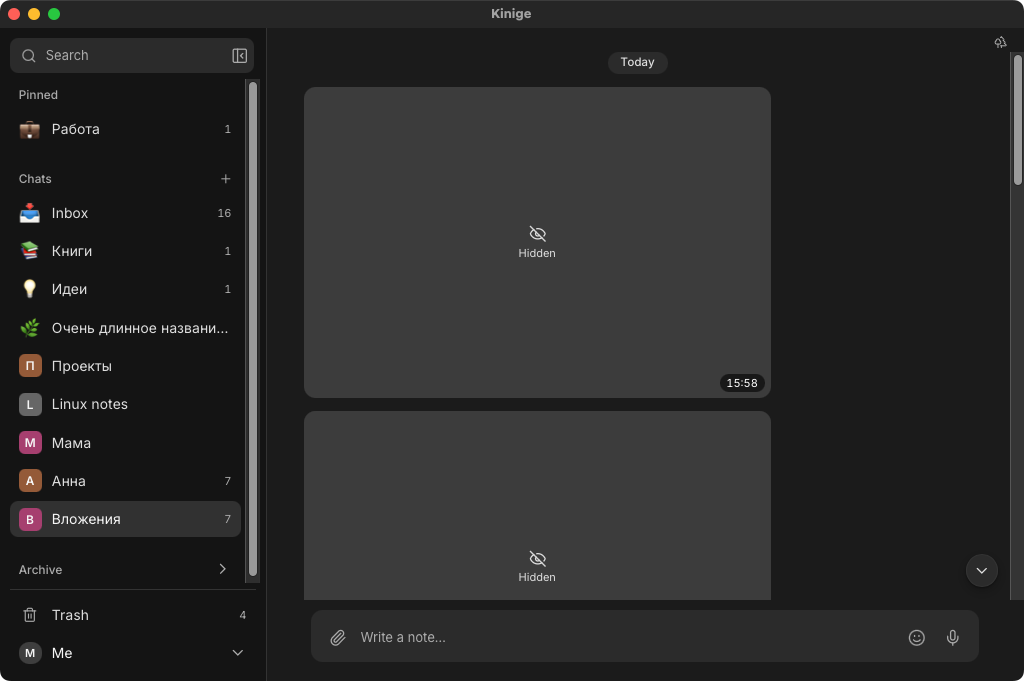 Kinige
Search
Pinned
Работа 1
Chats
Inbox 16
Книги 1
Идеи 1
Очень длинное названи...
П Проекты
L Linux notes
М Мама
А Анна 7
В Вложения 7
Archive
Trash 4
M Me
Today
Hidden
15:58
Hidden
Write a note...